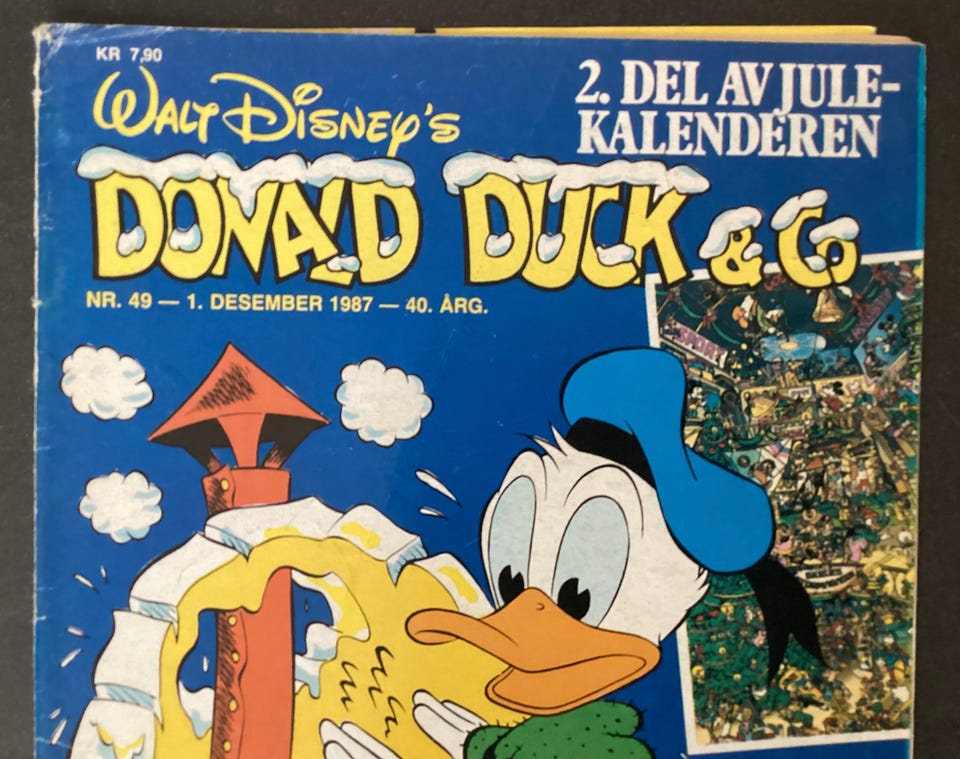 KR 7,90
WALT DISNEY'S
2. DEL AV JULE-
KALENDEREN
DONALD DUCK & Co
NR. 49 — 1. DESEMBER 1987 — 40. ÅRG.
SPORT